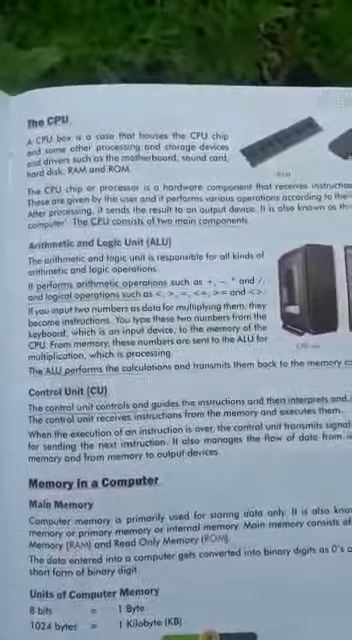 The CPU
A CPU box is a case that houses the CPU chip
and some other processing and storage devices
and drivers such as the motherboard, sound card,
hard disk, RAM and ROM.
RAM
The CPU chip or processor is a hardware component that receives
These are given by the user and it performs various operations according to the
After processing, it sends the result to an output device. It is also known as
computer'. The CPU consists of two main components.
Arithmetic and Logic Unit (ALU)
The arithmetic and logic unit is responsible for all kinds of
arithmetic and logic operations.
It performs arithmetic operations such as +, –, * and /,
and logical operations such as <, >, =, <=, >= and <>.
If you input two numbers as data for multiplying them, they
become instructions. You type these two numbers from the
keyboard, which is an input device, to the memory of the
CPU. From memory, these numbers are sent to the ALU for
multiplication, which is processing.
The ALU performs the calculations and transmits them back to the memory
Control Unit (CU)
The control unit controls and guides the instructions and then interprets and
The control unit receives instructions from the memory and executes them.
When the execution of an instruction is over, the control unit transmits
for sending the next instruction. It also manages the flow of data from
memory and from memory to output devices.
Memory in a Computer
Main Memory
Computer memory is primarily used for storing data only. It is also
memory or primary memory or internal memory. Main memory consists of
Memory (RAM) and Read Only Memory (ROM).
The data entered into a computer gets converted into binary digits as 0's
short form of binary digit.
Units of Computer Memory
8 bits = 1 Byte
1024 bytes = 1 Kilobyte (KB)